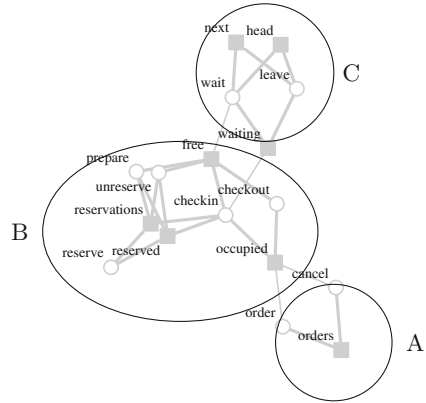 next head
wait leave
C
waiting
free
prepare
unreserve
checkin checkout
reservations
B
reserve reserved occupied
cancel
order
orders
A